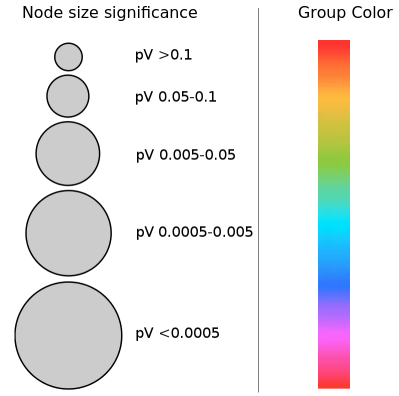 Node size significance
Group Color
pV >0.1
pV 0.05-0.1
pV 0.005-0.05
pV 0.0005-0.005
pV <0.0005